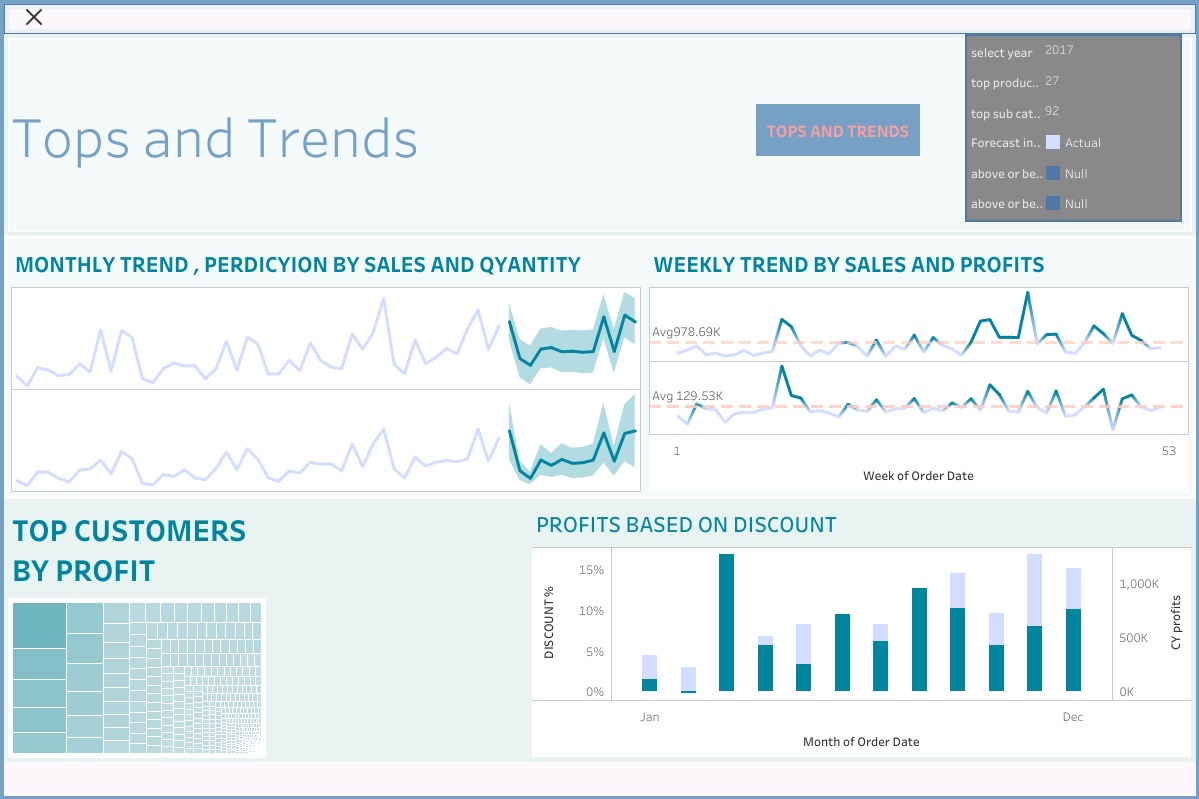 select year 2017
top produc.. 27
top sub cat.. 92
Forecast in.. Actual
above or be.. Null
above or be.. Null
Tops and Trends
TOPS AND TRENDS
MONTHLY TREND , PERDICYION BY SALES AND QYANTITY
WEEKLY TREND BY SALES AND PROFITS
Avg978.69K
Avg 129.53K
1 53
Week of Order Date
TOP CUSTOMERS
BY PROFIT
PROFITS BASED ON DISCOUNT
DISCOUNT %
15%
10%
5%
0%
1,000K
500K
0K
CY profits
Jan Dec
Month of Order Date